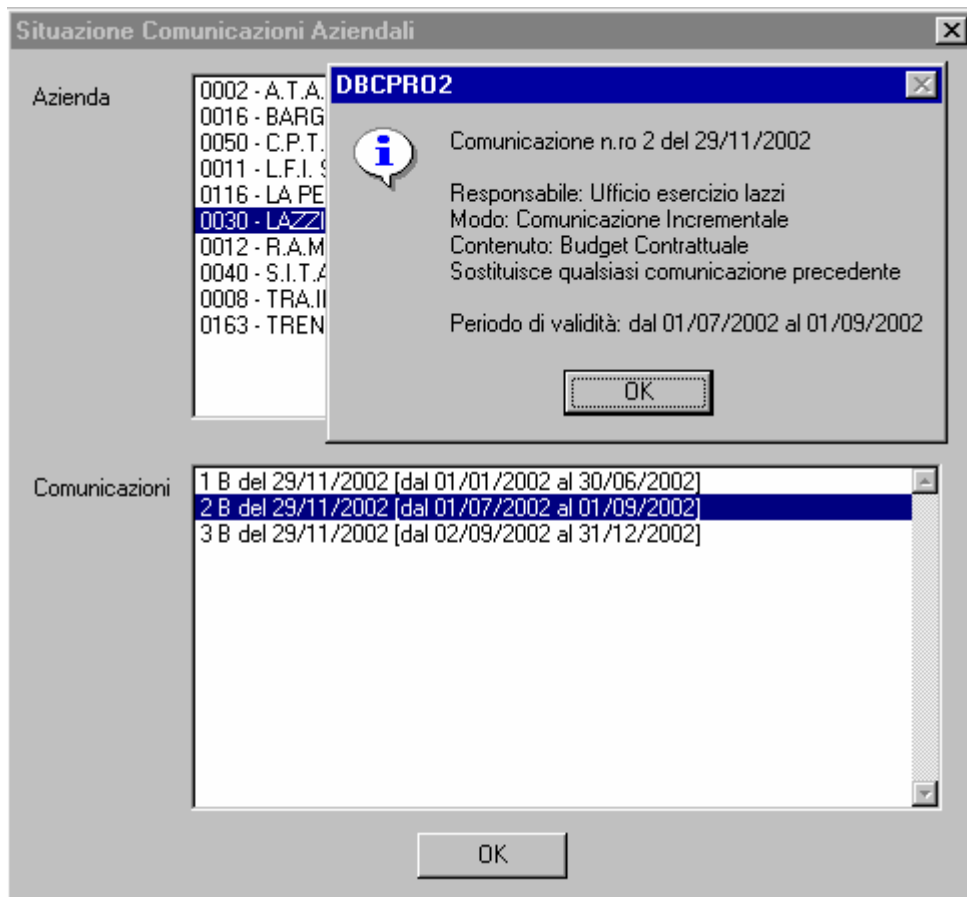 Situazione Comunicazioni Aziendali
Azienda
0002 - A.T.A.
0016 - BARG
0050 - C.P.T.
0011 - L.F.I. S
0116 - LA PE
0030 - LAZZI
0012 - R.A.M
0040 - S.I.T.A
0008 - TRA.II
0163 - TREN
DBCPRO2
Comunicazione n.ro 2 del 29/11/2002
Responsabile: Ufficio esercizio lazzi
Modo: Comunicazione Incrementale
Contenuto: Budget Contrattuale
Sostituisce qualsiasi comunicazione precedente
Periodo di validità: dal 01/07/2002 al 01/09/2002
OK
Comunicazioni
1 B del 29/11/2002 [dal 01/01/2002 al 30/06/2002]
2 B del 29/11/2002 [dal 01/07/2002 al 01/09/2002]
3 B del 29/11/2002 [dal 02/09/2002 al 31/12/2002]
OK